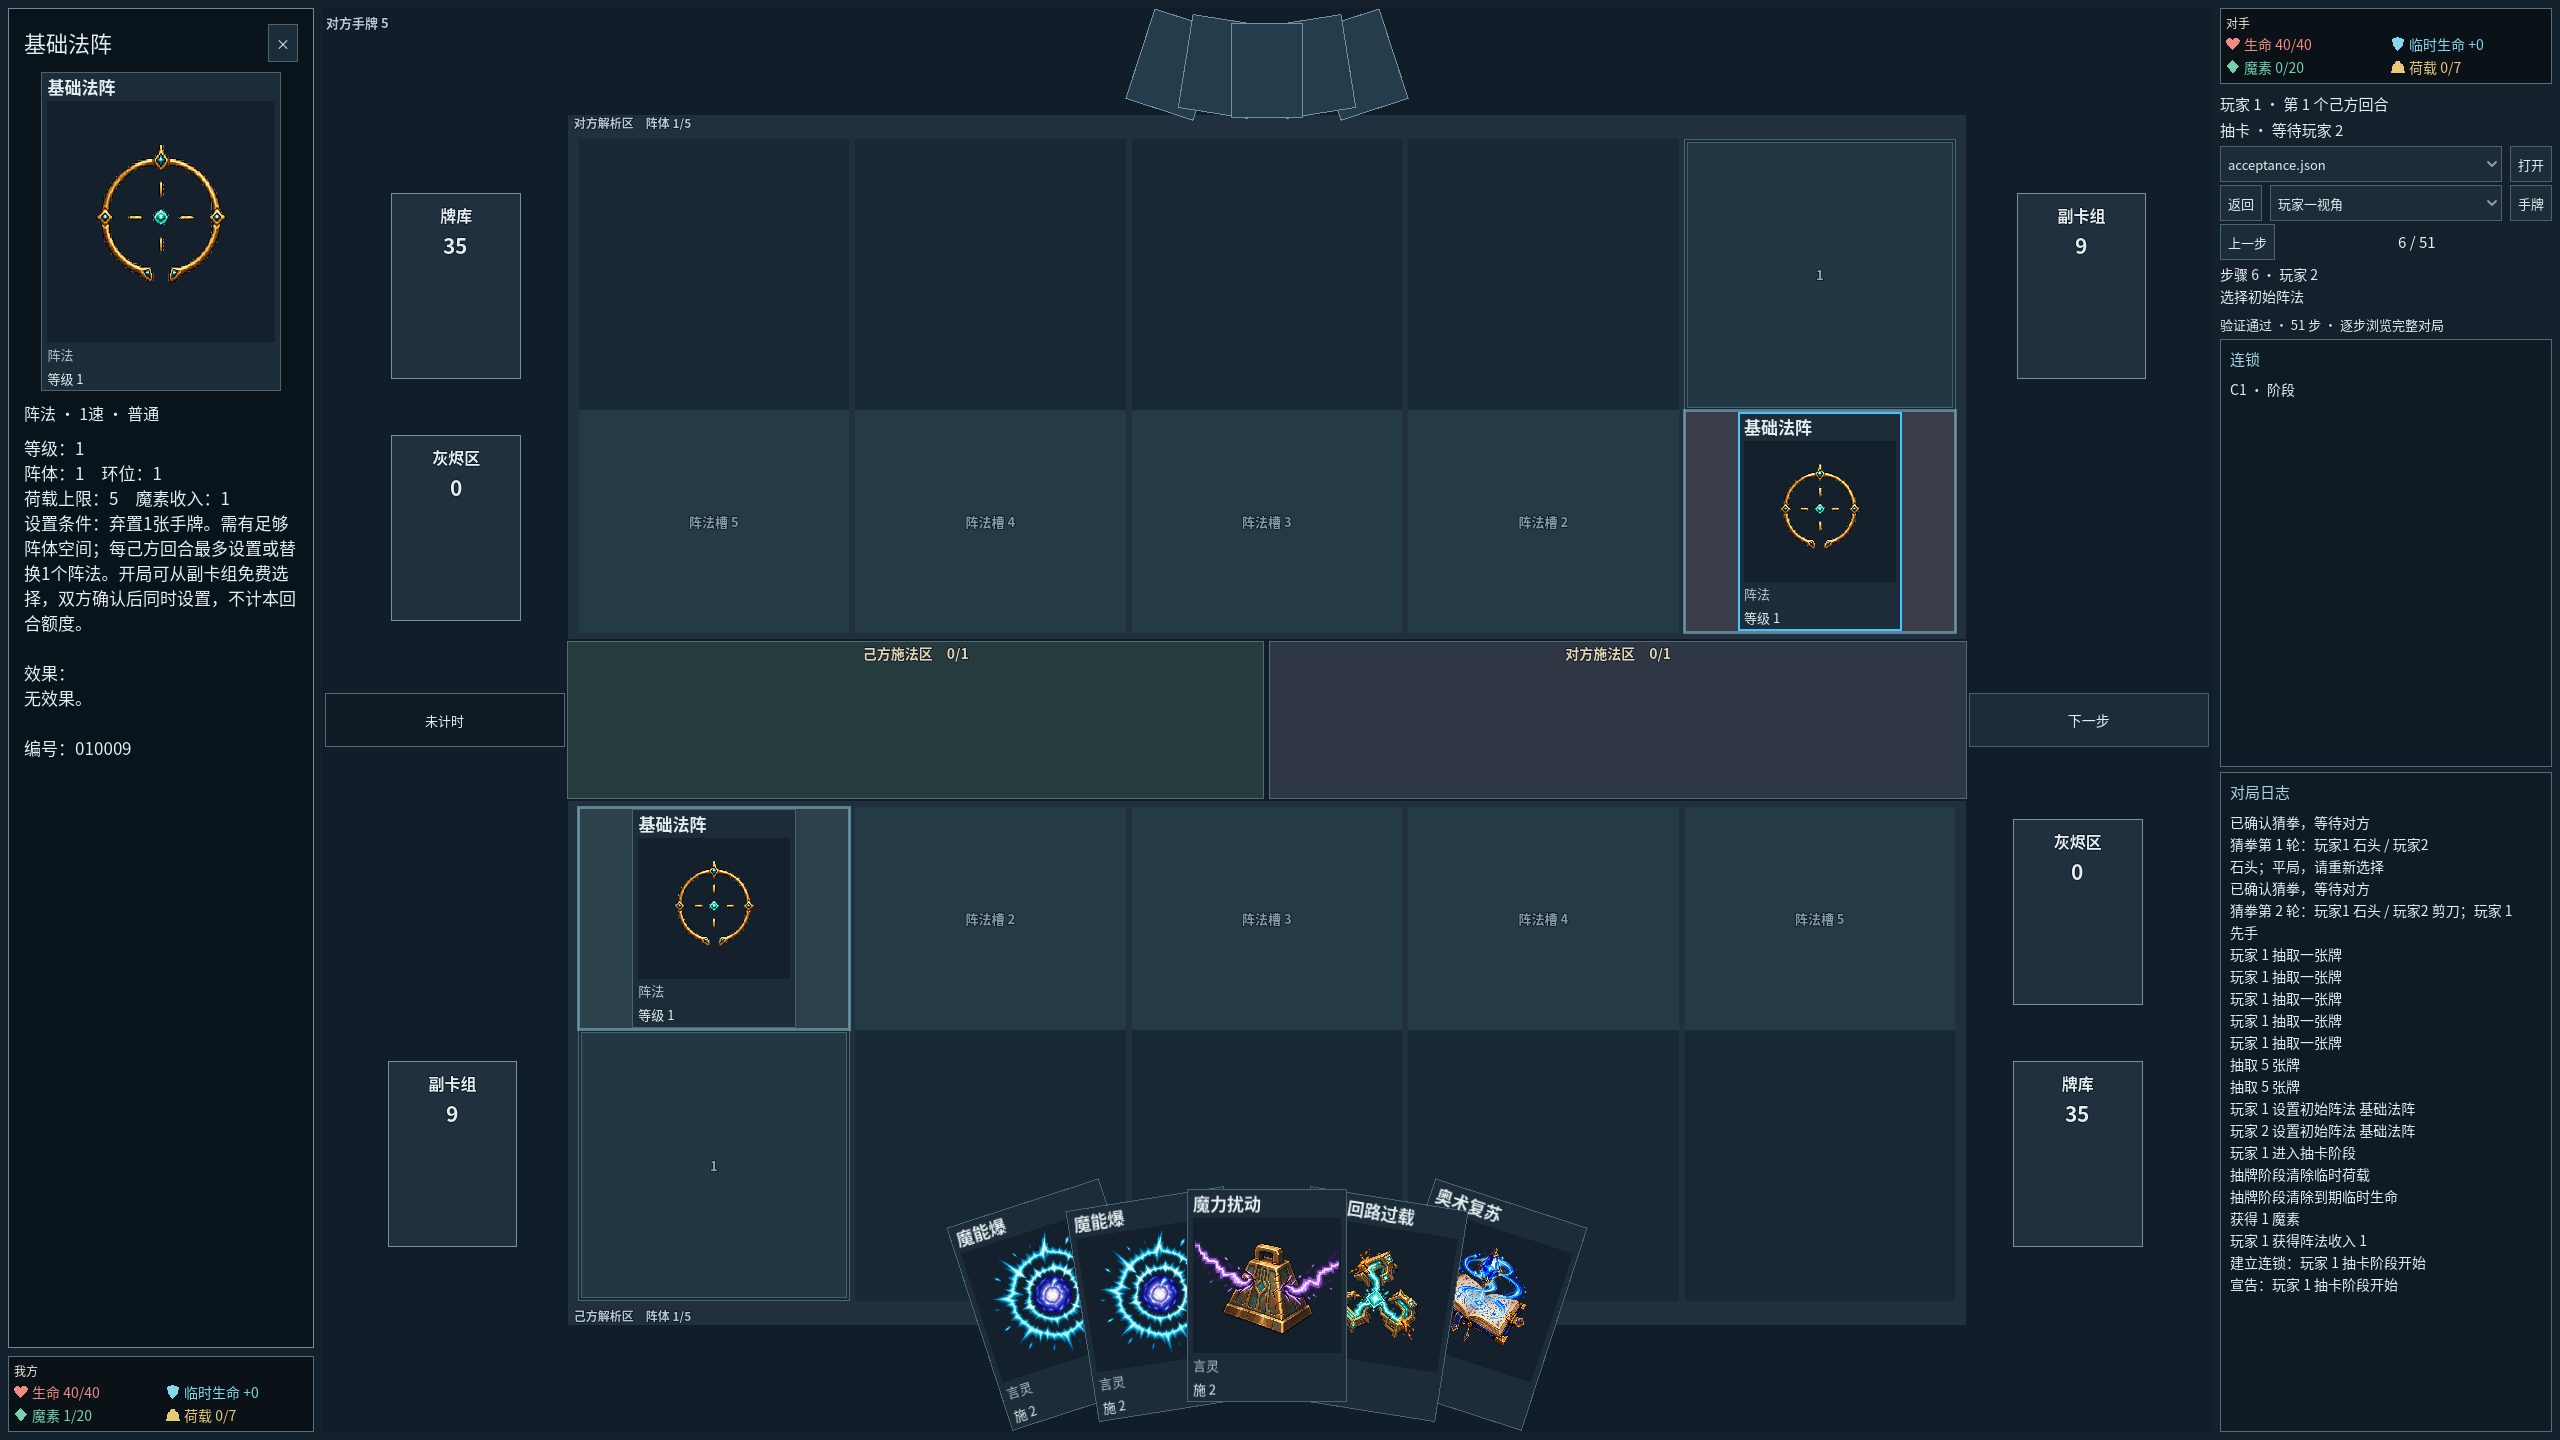 基础法阵
×
基础法阵
阵法
等级 1
阵法 · 1速 · 普通
等级：1
阵体：1 环位：1
荷载上限：5 魔素收入：1
设置条件：弃置1张手牌。需有足够
阵体空间；每己方回合最多设置或替
换1个阵法。开局可从副卡组免费选
择，双方确认后同时设置，不计本回
合额度。
效果：
无效果。
编号：010009
我方
生命 40/40
临时生命 +0
魔素 1/20
荷载 0/7
对方手牌 5
对方解析区 阵体 1/5
牌库
35
灰烬区
0
副卡组
9
1
阵法槽 5
阵法槽 4
阵法槽 3
阵法槽 2
基础法阵
阵法
等级 1
己方施法区 0/1
对方施法区 0/1
未计时
下一步
基础法阵
阵法
等级 1
阵法槽 2
阵法槽 3
阵法槽 4
阵法槽 5
1
己方解析区 阵体 1/5
副卡组
9
灰烬区
0
牌库
35
魔能爆
言灵
施 2
魔能爆
言灵
施 2
魔力扰动
言灵
施 2
回路过载
奥术复苏
对手
生命 40/40
临时生命 +0
魔素 0/20
荷载 0/7
玩家 1 · 第 1 个己方回合
抽卡 · 等待玩家 2
acceptance.json
打开
返回
玩家一视角
手牌
上一步
6 / 51
步骤 6 · 玩家 2
选择初始阵法
验证通过 · 51 步 · 逐步浏览完整对局
连锁
C1 · 阶段
对局日志
已确认猜拳，等待对方
猜拳第 1 轮：玩家1 石头 / 玩家2
石头；平局，请重新选择
已确认猜拳，等待对方
猜拳第 2 轮：玩家1 石头 / 玩家2 剪刀；玩家 1
先手
玩家 1 抽取一张牌
玩家 1 抽取一张牌
玩家 1 抽取一张牌
玩家 1 抽取一张牌
玩家 1 抽取一张牌
抽取 5 张牌
抽取 5 张牌
玩家 1 设置初始阵法 基础法阵
玩家 2 设置初始阵法 基础法阵
玩家 1 进入抽卡阶段
抽牌阶段清除临时荷载
抽牌阶段清除到期临时生命
获得 1 魔素
玩家 1 获得阵法收入 1
建立连锁：玩家 1 抽卡阶段开始
宣告：玩家 1 抽卡阶段开始